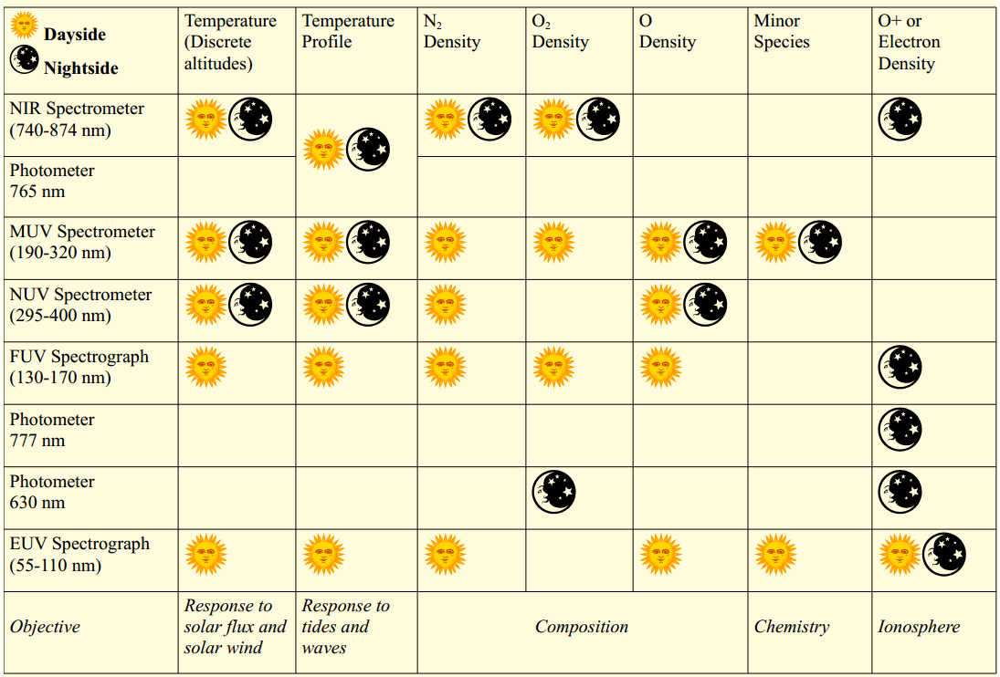 Dayside
Nightside
Temperature
(Discrete
altitudes)
Temperature
Profile
N₂
Density
O₂
Density
O
Density
Minor
Species
O+ or
Electron
Density
NIR Spectrometer
(740-874 nm)
Photometer
765 nm
MUV Spectrometer
(190-320 nm)
NUV Spectrometer
(295-400 nm)
FUV Spectrograph
(130-170 nm)
Photometer
777 nm
Photometer
630 nm
EUV Spectrograph
(55-110 nm)
Objective
Response to
solar flux and
solar wind
Response to
tides and
waves
Composition
Chemistry
Ionosphere